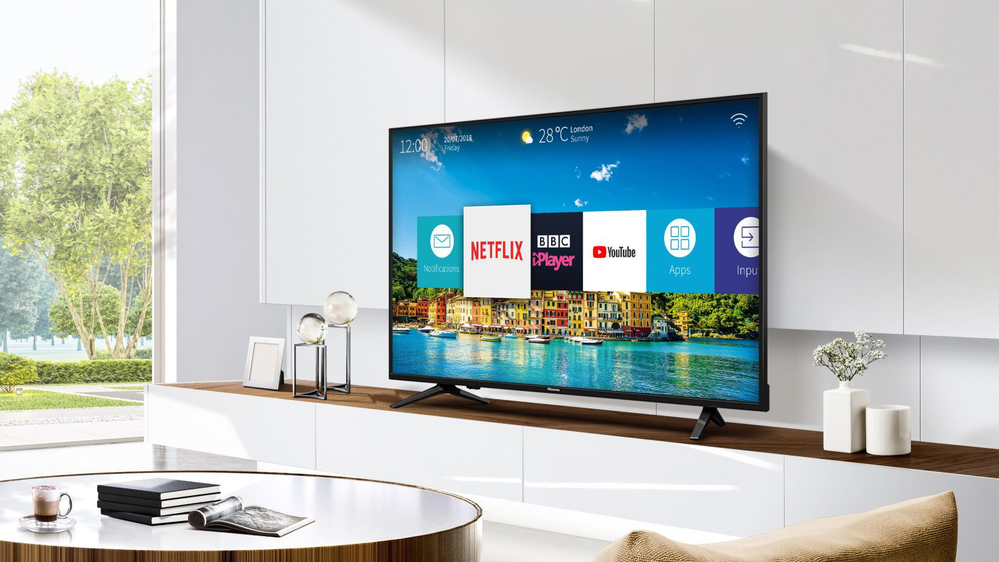 12:00
20/07/2018
Friday
28°C
London
Sunny
Notifications
NETFLIX
BBC
iPlayer
YouTube
Apps
Inpu
Hisense